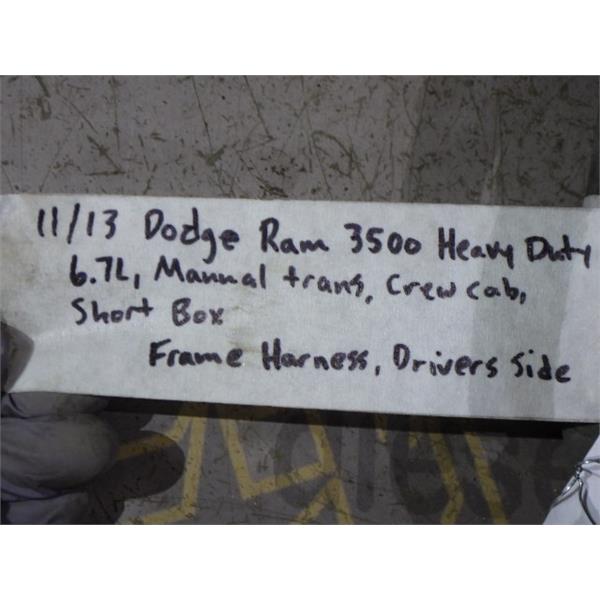 11/13 Dodge Ram 3500 Heavy Duty
6.7L, Manual trans, Crew cab,
Short Box
Frame Harness, Drivers side